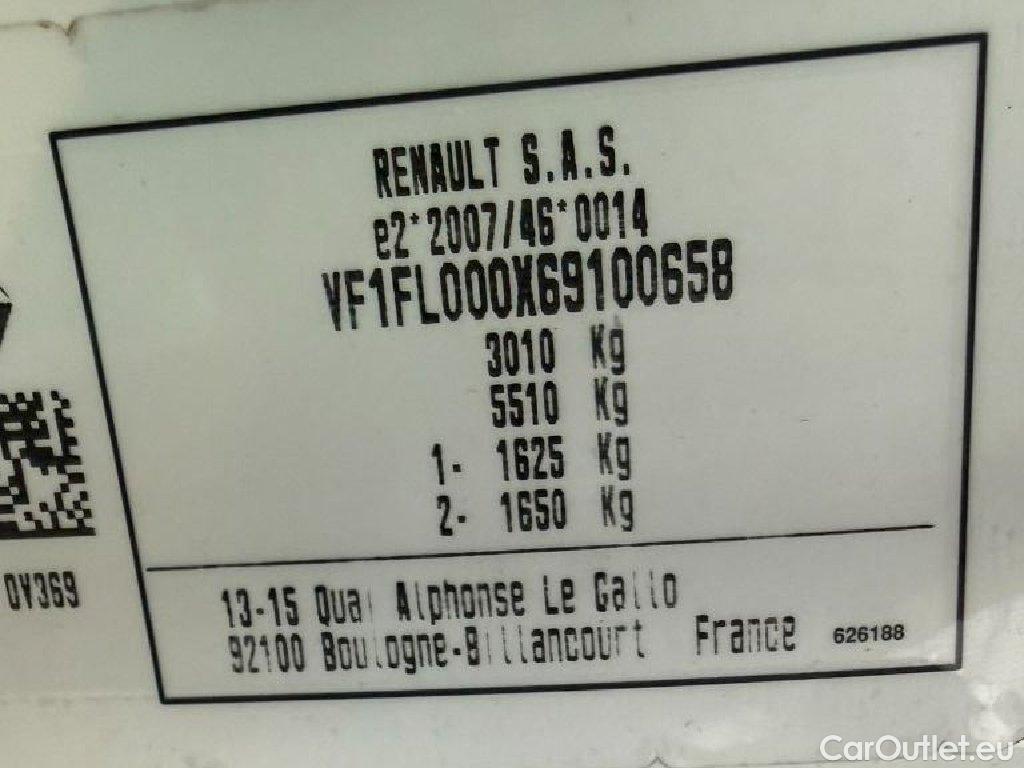 RENAULT S.A.S.
e2*2007/46*0014
VF1FL000X69100658
3010 Kg
5510 Kg
1- 1625 Kg
2- 1650 Kg
0V369
13-15 Quai Alphonse Le Gallo
92100 Boulogne-Billancourt France 626188
CarOutlet.eu